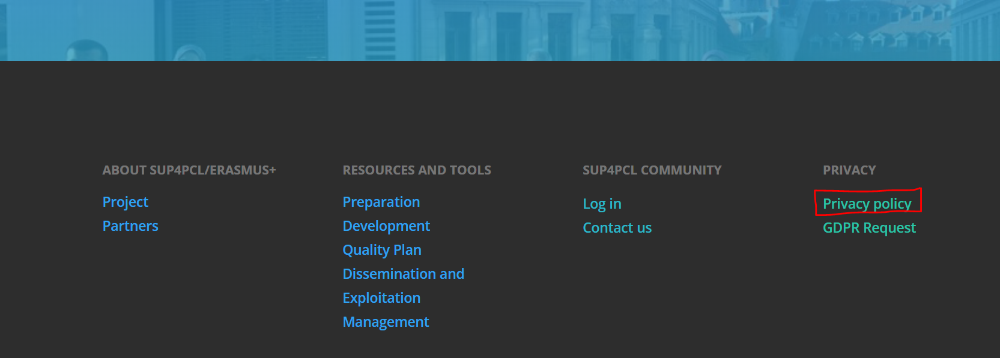 ABOUT SUP4PCL/ERASMUS+
Project
Partners
RESOURCES AND TOOLS
Preparation
Development
Quality Plan
Dissemination and
Exploitation
Management
SUP4PCL COMMUNITY
Log in
Contact us
PRIVACY
Privacy policy
GDPR Request